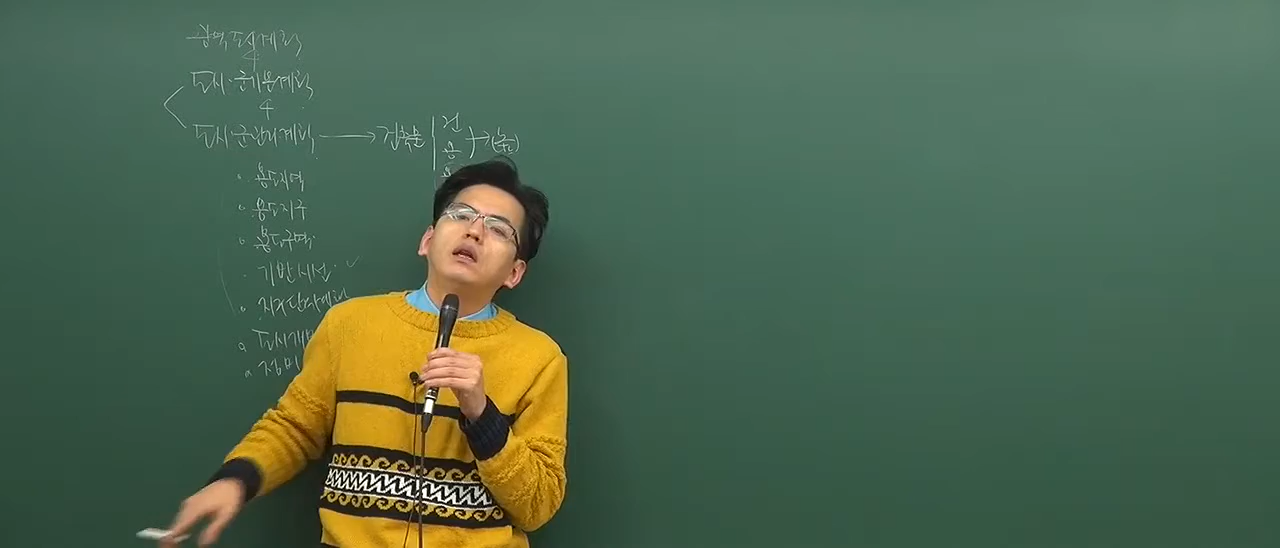 광역도시계획
도시·군기본계획
도시·군관리계획 → 건축물 건
용
· 용도지역
· 용도지구
· 용도구역
· 기반시설 ✓
· 지구단위계획
· 도시개발
· 정비